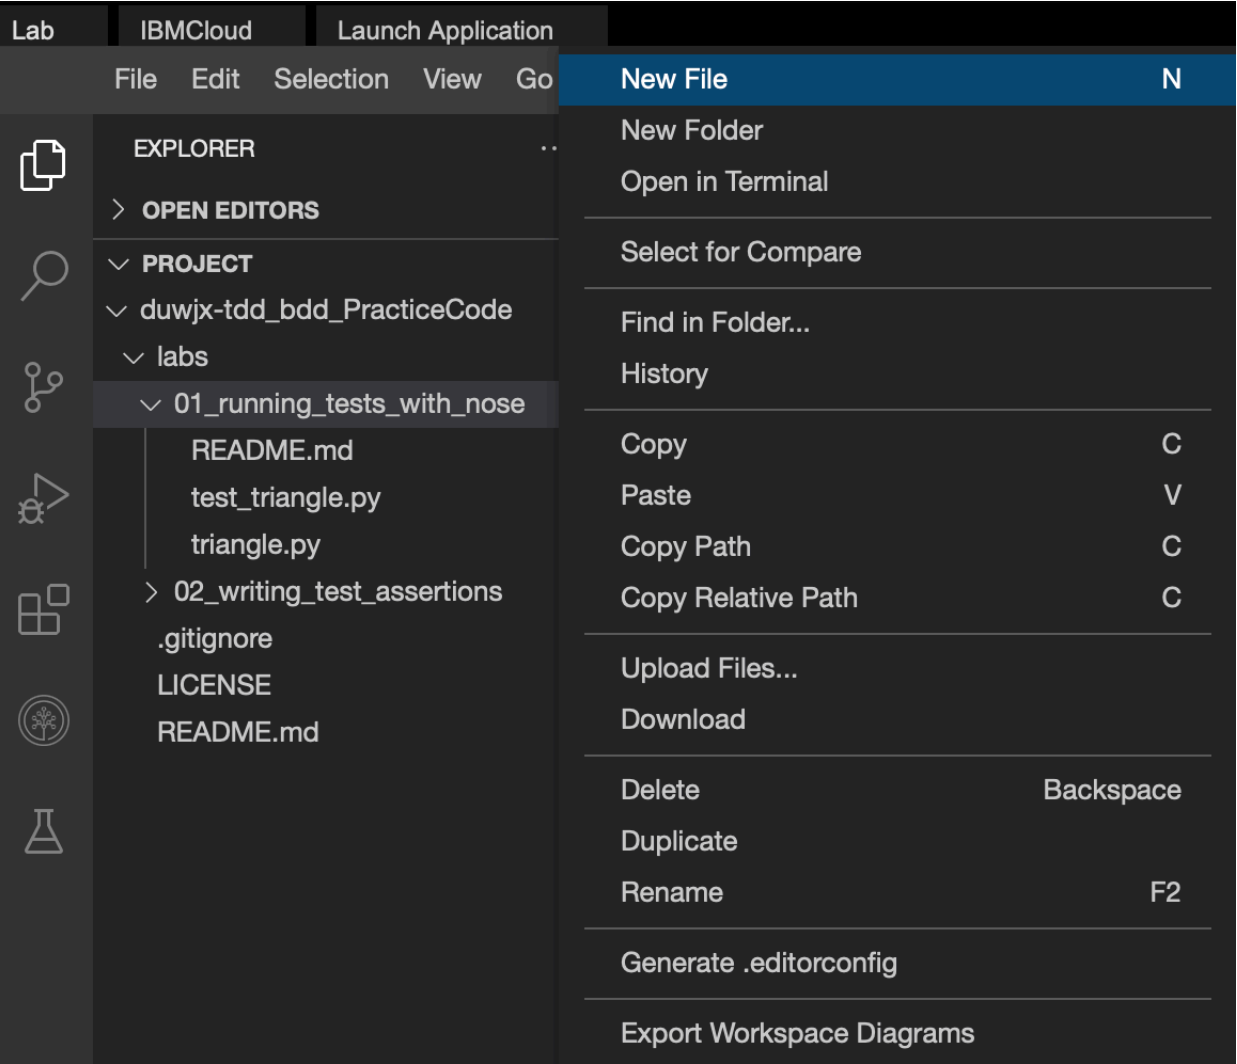 Lab IBMCloud Launch Application
File Edit Selection View Go
EXPLORER ··
OPEN EDITORS
PROJECT
duwjx-tdd_bdd_PracticeCode
labs
01_running_tests_with_nose
README.md
test_triangle.py
triangle.py
02_writing_test_assertions
.gitignore
LICENSE
README.md
New File N
New Folder
Open in Terminal
Select for Compare
Find in Folder...
History
Copy C
Paste V
Copy Path C
Copy Relative Path C
Upload Files...
Download
Delete Backspace
Duplicate
Rename F2
Generate .editorconfig
Export Workspace Diagrams